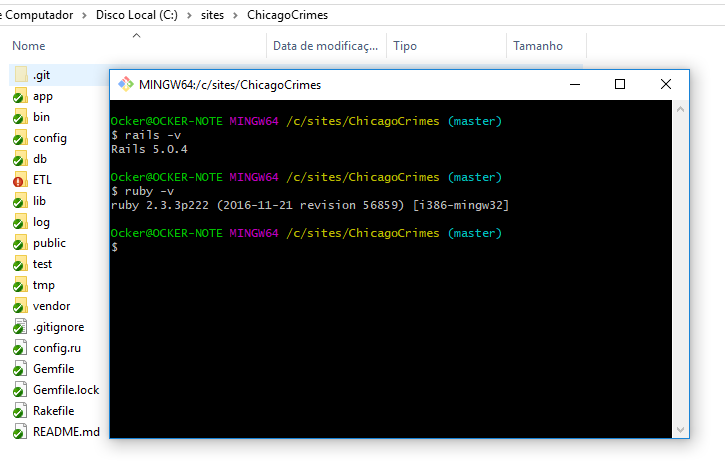 e Computador > Disco Local (C:) > sites > ChicagoCrimes
Nome Data de modificaç... Tipo Tamanho
.git
app
bin
config
db
ETL
lib
log
public
test
tmp
vendor
.gitignore
config.ru
Gemfile
Gemfile.lock
Rakefile
README.md
MINGW64:/c/sites/ChicagoCrimes
Ocker@OCKER-NOTE MINGW64 /c/sites/ChicagoCrimes (master)
$ rails -v
Rails 5.0.4
Ocker@OCKER-NOTE MINGW64 /c/sites/ChicagoCrimes (master)
$ ruby -v
ruby 2.3.3p222 (2016-11-21 revision 56859) [i386-mingw32]
Ocker@OCKER-NOTE MINGW64 /c/sites/ChicagoCrimes (master)
$